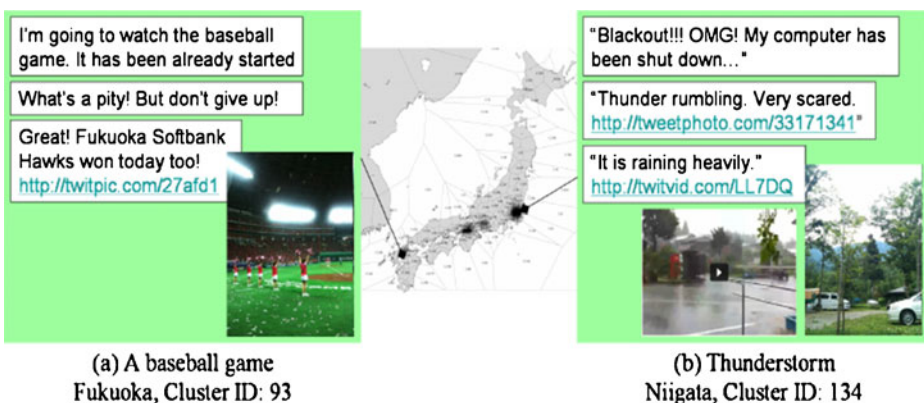 I'm going to watch the baseball
game. It has been already started
What's a pity! But don't give up!
Great! Fukuoka Softbank
Hawks won today too!
http://twitpic.com/27afd1
"Blackout!!! OMG! My computer has
been shut down…"
"Thunder rumbling. Very scared.
http://tweetphoto.com/33171341"
"It is raining heavily."
http://twitvid.com/LL7DQ
(a) A baseball game
Fukuoka, Cluster ID: 93
(b) Thunderstorm
Niigata, Cluster ID: 134